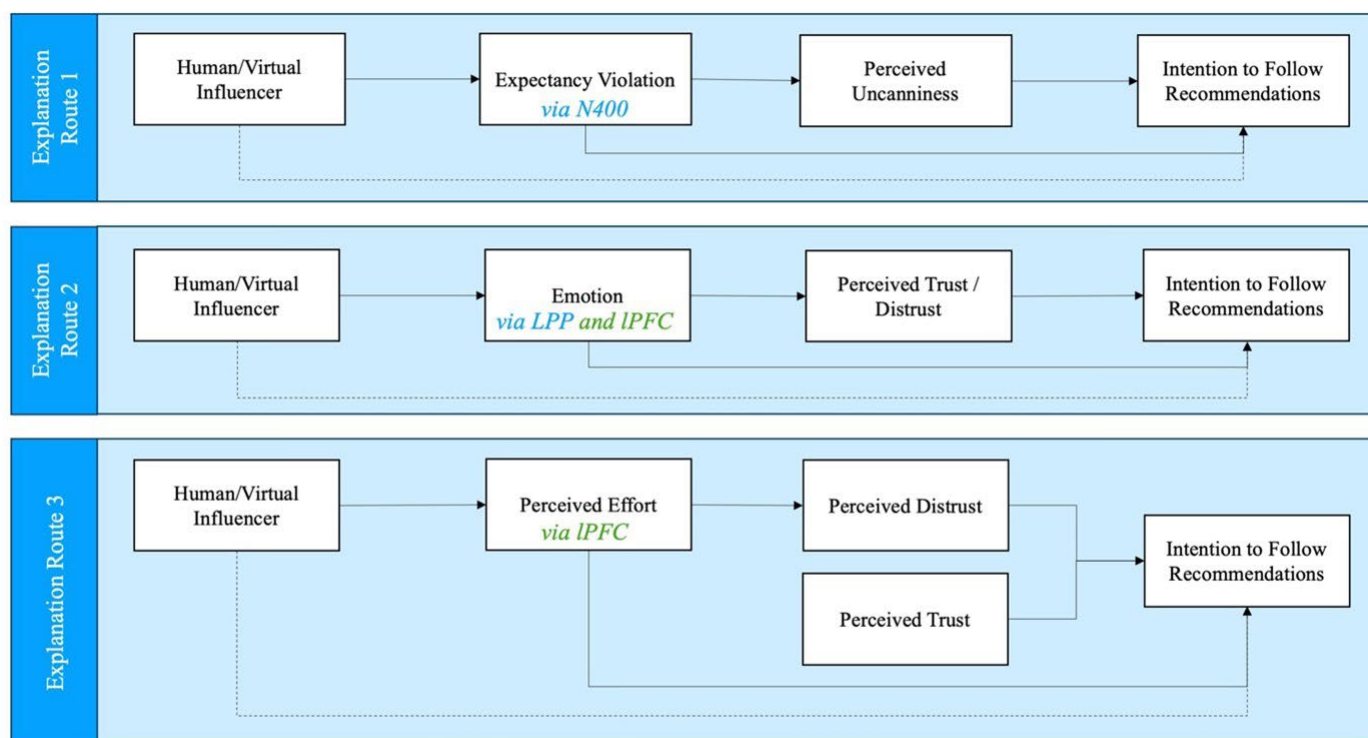 Explanation
Route 1
Human/Virtual
Influencer
Expectancy Violation
via N400
Perceived
Uncanniness
Intention to Follow
Recommendations
Explanation
Route 2
Human/Virtual
Influencer
Emotion
via LPP and lPFC
Perceived Trust /
Distrust
Intention to Follow
Recommendations
Explanation Route 3
Human/Virtual
Influencer
Perceived Effort
via lPFC
Perceived Distrust
Perceived Trust
Intention to Follow
Recommendations